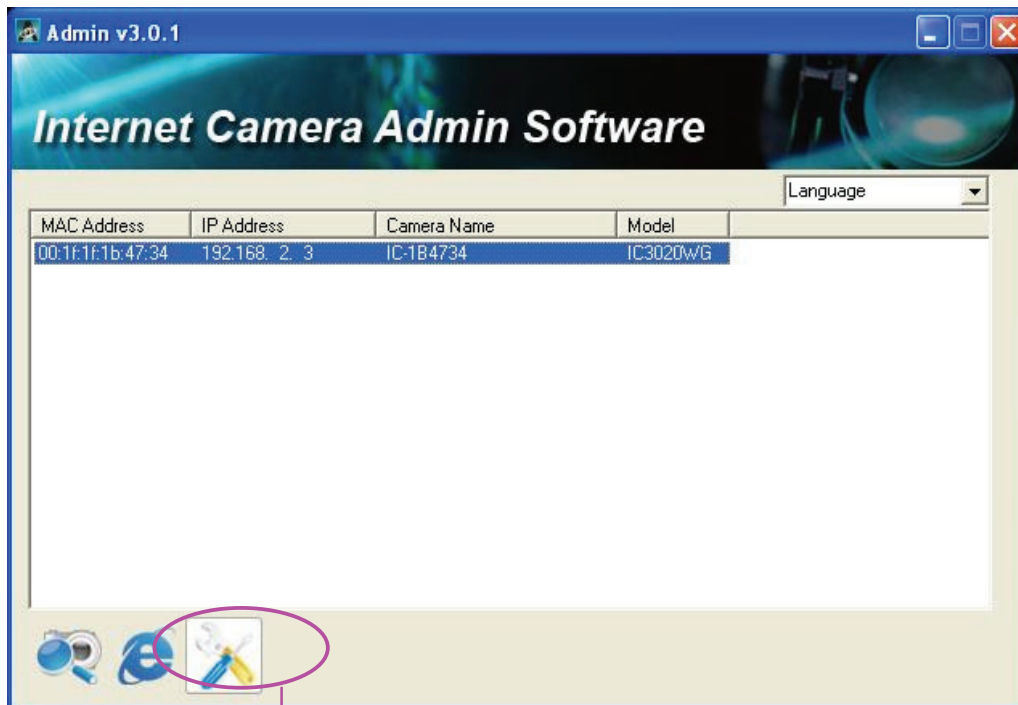 Admin v3.0.1
Internet Camera Admin Software
Language
MAC Address IP Address Camera Name Model
00:1f:1f:1b:47:34 192.168. 2. 3 IC-1B4734 IC3020WG